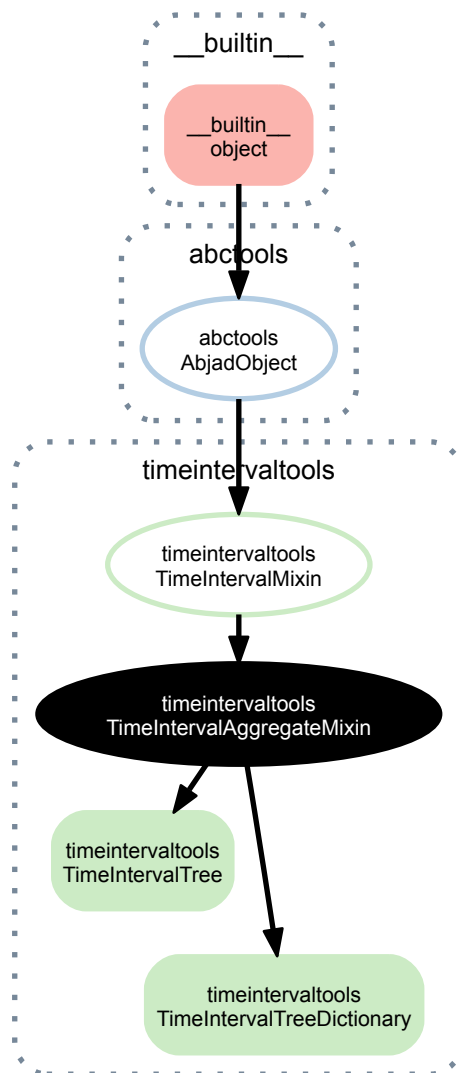 __builtin__
__builtin__
object
abctools
abctools
AbjadObject
timeintervaltools
timeintervaltools
TimeIntervalMixin
timeintervaltools
TimeIntervalAggregateMixin
timeintervaltools
TimeIntervalTree
timeintervaltools
TimeIntervalTreeDictionary